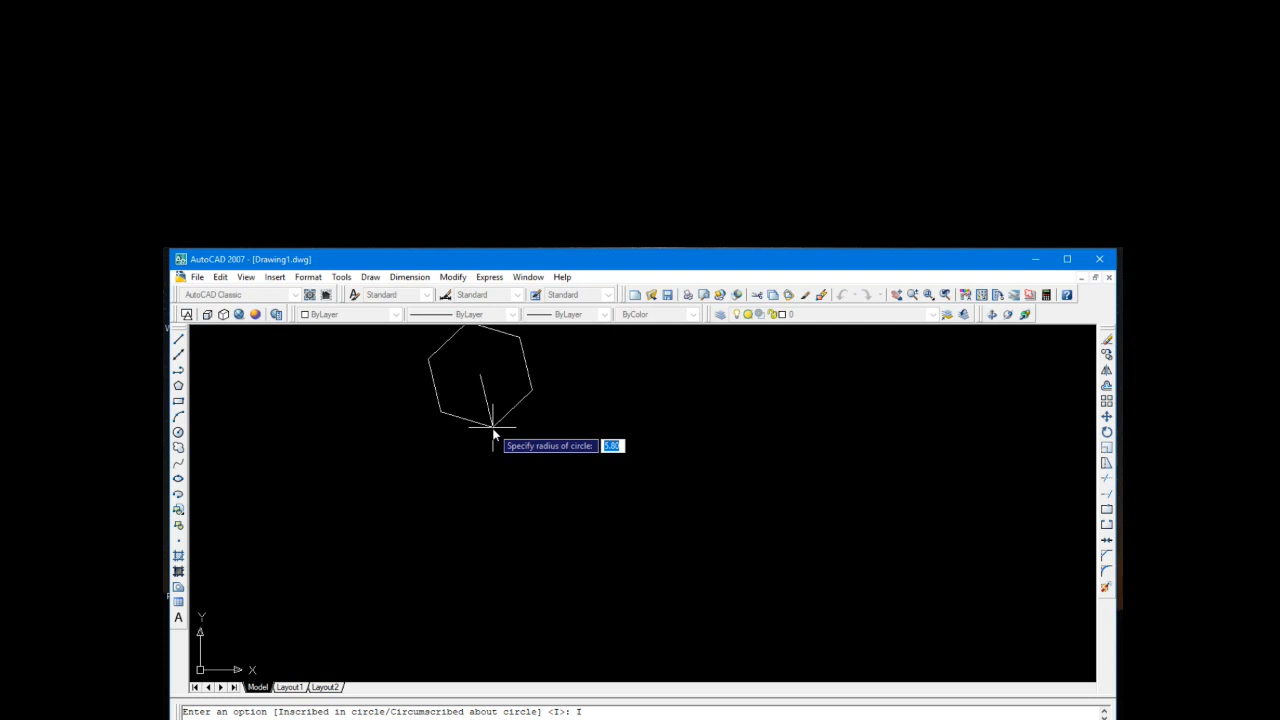 AutoCAD 2007 - [Drawing1.dwg]
File Edit View Insert Format Tools Draw Dimension Modify Express Window Help
AutoCAD Classic Standard Standard Standard
ByLayer ByLayer ByLayer ByColor 0
Specify radius of circle: 5.80
A
Y
X
Model Layout1 Layout2
Enter an option [Inscribed in circle/Circumscribed about circle] <I>: I